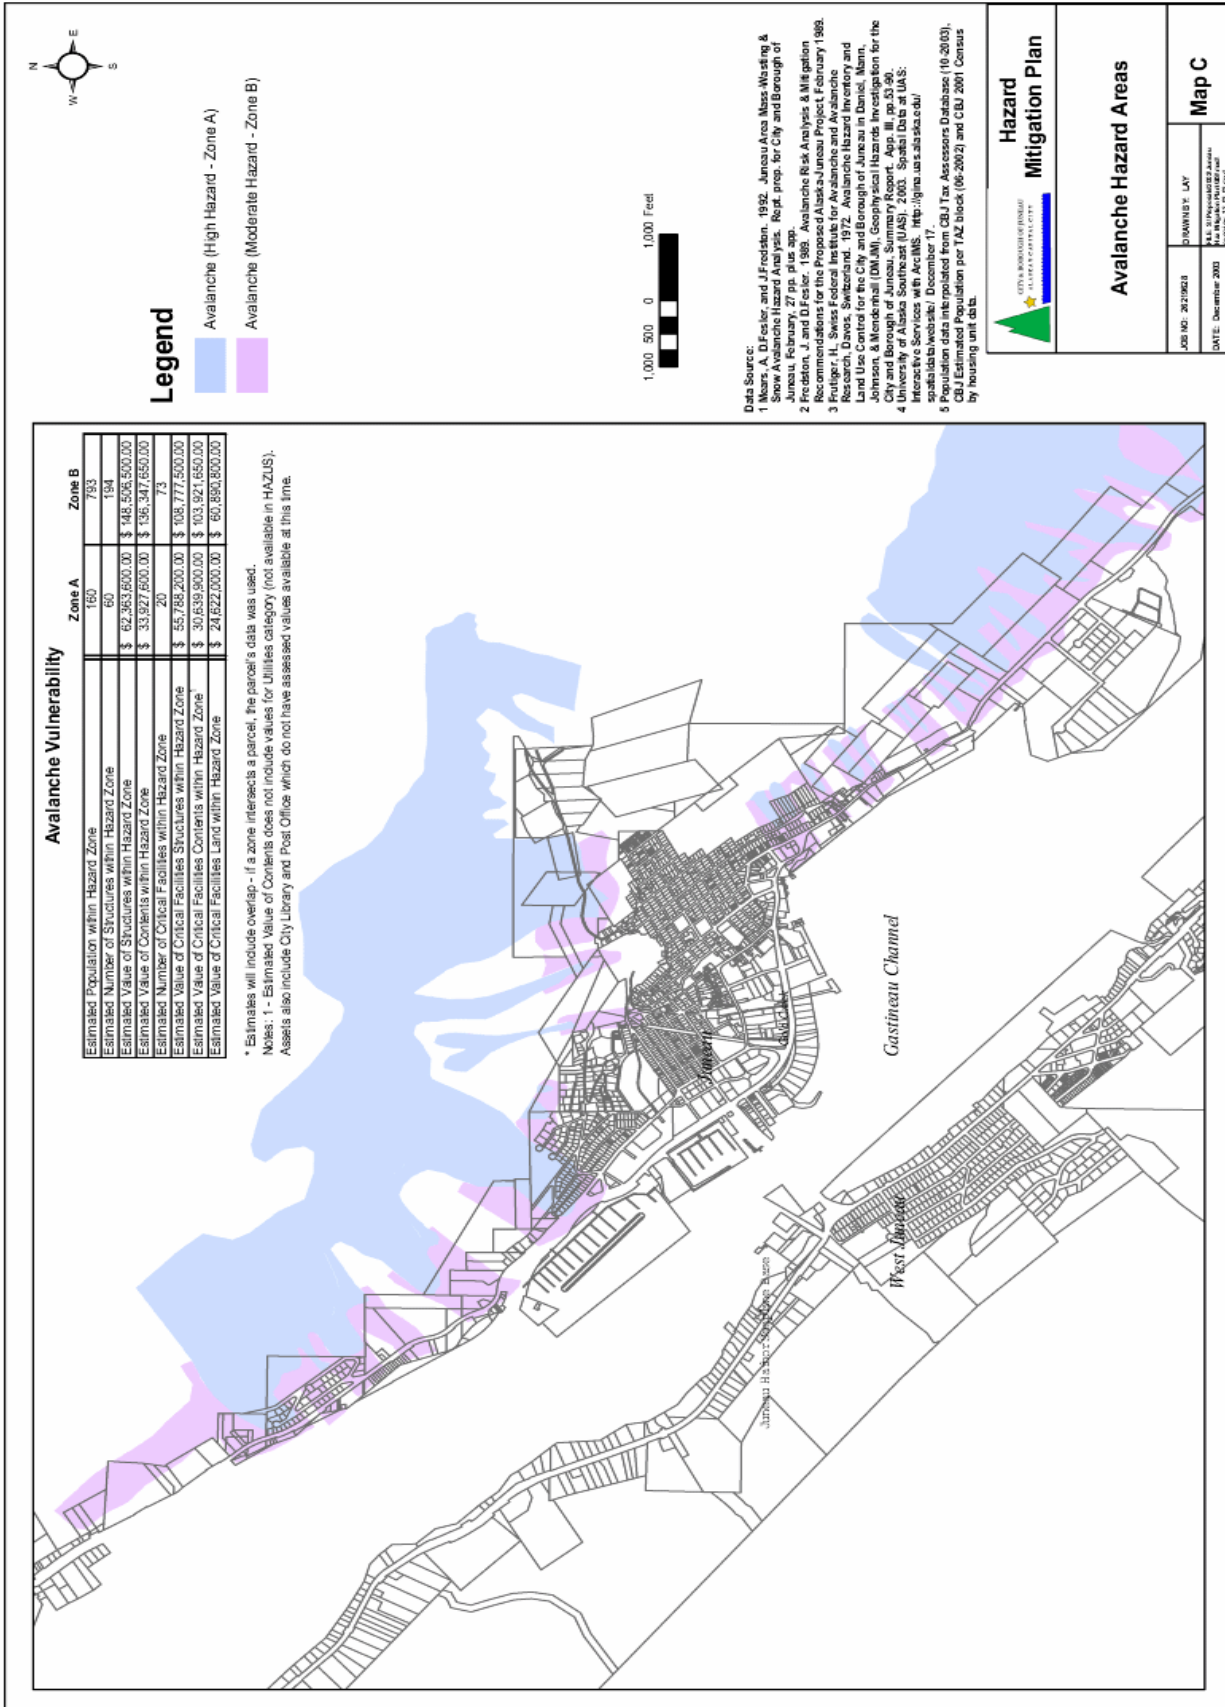 Avalanche Vulnerability
Zone A Zone B
Estimated Population within Hazard Zone 160 793
Estimated Number of Structures within Hazard Zone 60 194
Estimated Value of Structures within Hazard Zone $ 62,363,600.00 $ 148,506,500.00
Estimated Value of Contents within Hazard Zone $ 33,927,600.00 $ 136,347,650.00
Estimated Number of Critical Facilities within Hazard Zone 20 73
Estimated Value of Critical Facilities Structures within Hazard Zone $ 55,788,200.00 $ 108,777,500.00
Estimated Value of Critical Facilities Contents within Hazard Zone¹ $ 30,639,900.00 $ 103,921,650.00
Estimated Value of Critical Facilities Land within Hazard Zone $ 24,622,000.00 $ 60,890,800.00
* Estimates will include overlap - if a zone intersects a parcel, the parcel's data was used.
Notes: 1 - Estimated Value of Contents does not include values for Utilities category (not available in HAZUS).
Assets also include City Library and Post Office which do not have assessed values available at this time.
Juneau
Gastineau Channel
West Juneau
N
W E
S
Legend
Avalanche (High Hazard - Zone A)
Avalanche (Moderate Hazard - Zone B)
1,000 500 0 1,000 Feet
Data Source:
1 Mears, A, D.Fesler, and J.Fredston. 1992. Juneau Area Mass-Wasting &
Snow Avalanche Hazard Analysis. Rept. prep. for City and Borough of
Juneau, February, 27 pp. plus app.
2 Fredston, J. and D.Fesler. 1989. Avalanche Risk Analysis & Mitigation
Recommendations for the Proposed Alaska-Juneau Project, February 1989.
3 Frutiger, H., Swiss Federal Institute for Avalanche and Avalanche
Research, Davos, Switzerland. 1972. Avalanche Hazard Inventory and
Land Use Control for the City and Borough of Juneau in Daniel, Mann,
Johnson, & Mendenhall (DMJM), Geophysical Hazards Investigation for the
City and Borough of Juneau, Summary Report. App. III, pp.53-90.
4 University of Alaska Southeast (UAS). 2003. Spatial Data at UAS:
Interactive Services with ArcIMS. http://gina.uas.alaska.edu/
spatialdata/website/ December 17.
5 Population data interpolated from CBJ Tax Assessors Database (10-2003),
CBJ Estimated Population per TAZ block (06-2002) and CBJ 2001 Census
by housing unit data.
CITY & BOROUGH OF JUNEAU
ALASKA'S CAPITAL CITY
Hazard
Mitigation Plan
Avalanche Hazard Areas
JOB NO:
DRAWN BY: LAY
DATE: December 2003
Map C